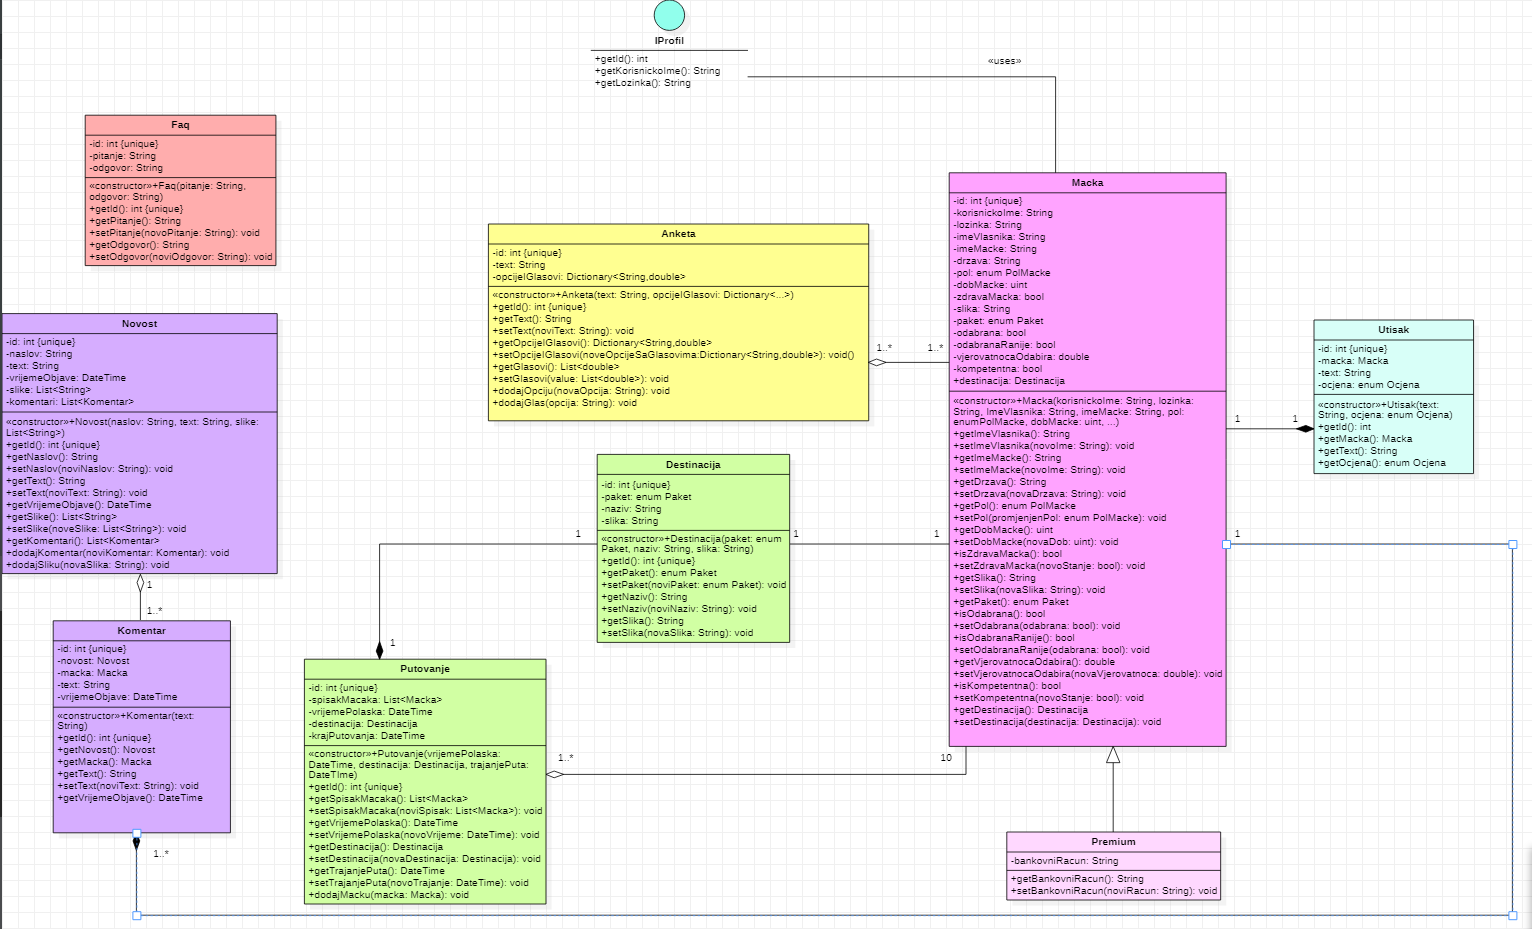 IProfil
+getId(): int
+getKorisnickoIme(): String
+getLozinka(): String
«uses»
Faq
-id: int {unique}
-pitanje: String
-odgovor: String
«constructor»+Faq(pitanje: String,
odgovor: String)
+getId(): int {unique}
+getPitanje(): String
+setPitanje(novoPitanje: String): void
+getOdgovor(): String
+setOdgovor(noviOdgovor: String): void
Anketa
-id: int {unique}
-text: String
-opcijeIGlasovi: Dictionary<String,double>
«constructor»+Anketa(text: String, opcijeIGlasovi: Dictionary<...>)
+getId(): int {unique}
+getText(): String
+setText(noviText: String): void
+getOpcijeIGlasovi(): Dictionary<String,double>
+setOpcijeIGlasovi(noveOpcijeSaGlasovima:Dictionary<String,double>): void()
+getGlasovi(): List<double>
+setGlasovi(value: List<double>): void
+dodajOpciju(novaOpcija: String): void
+dodajGlas(opcija: String): void
1..*
1..*
Macka
-id: int {unique}
-korisnickoIme: String
-lozinka: String
-imeVlasnika: String
-imeMacke: String
-drzava: String
-pol: enum PolMacke
-dobMacke: uint
-zdravaMacka: bool
-slika: String
-paket: enum Paket
-odabrana: bool
-odabranaRanije: bool
-vjerovatnocaOdabira: double
-kompetentna: bool
+destinacija: Destinacija
«constructor»+Macka(korisnickoIme: String, lozinka:
String, ImeVlasnika: String, imeMacke: String, pol:
enumPolMacke, dobMacke: uint, ...)
+getImeVlasnika(): String
+setImeVlasnika(novoIme: String): void
+getImeMacke(): String
+setImeMacke(novoIme: String): void
+getDrzava(): String
+setDrzava(novaDrzava: String): void
+getPol(): enum PolMacke
+setPol(promjenjenPol: enum PolMacke): void
+getDobMacke(): uint
+setDobMacke(novaDob: uint): void
+isZdravaMacka(): bool
+setZdravaMacka(novoStanje: bool): void
+getSlika(): String
+setSlika(novaSlika: String): void
+getPaket(): enum Paket
+isOdabrana(): bool
+setOdabrana(odabrana: bool): void
+isOdabranaRanije(): bool
+setOdabranaRanije(odabrana: bool): void
+getVjerovatnocaOdabira(): double
+setVjerovatnocaOdabira(novaVjerovatnoca: double): void
+isKompetentna(): bool
+setKompetentna(novoStanje: bool): void
+getDestinacija(): Destinacija
+setDestinacija(destinacija: Destinacija): void
Utisak
-id: int {unique}
-macka: Macka
-text: String
-ocjena: enum Ocjena
«constructor»+Utisak(text:
String, ocjena: enum Ocjena)
+getId(): int
+getMacka(): Macka
+getText(): String
+getOcjena(): enum Ocjena
1
1
Novost
-id: int {unique}
-naslov: String
-text: String
-vrijemeObjave: DateTime
-slike: List<String>
-komentari: List<Komentar>
«constructor»+Novost(naslov: String, text: String, slike:
List<String>)
+getId(): int {unique}
+getNaslov(): String
+setNaslov(noviNaslov: String): void
+getText(): String
+setText(noviText: String): void
+getVrijemeObjave(): DateTime
+getSlike(): List<String>
+setSlike(noveSlike: List<String>): void
+getKomentari(): List<Komentar>
+dodajKomentar(noviKomentar: Komentar): void
+dodajSliku(novaSlika: String): void
1
1..*
Destinacija
-id: int {unique}
-paket: enum Paket
-naziv: String
-slika: String
«constructor»+Destinacija(paket: enum
Paket, naziv: String, slika: String)
+getId(): int {unique}
+getPaket(): enum Paket
+setPaket(noviPaket: enum Paket): void
+getNaziv(): String
+setNaziv(noviNaziv: String): void
+getSlika(): String
+setSlika(novaSlika: String): void
1
1
1
1
1
Komentar
-id: int {unique}
-novost: Novost
-macka: Macka
-text: String
-vrijemeObjave: DateTime
«constructor»+Komentar(text:
String)
+getId(): int {unique}
+getNovost(): Novost
+getMacka(): Macka
+getText(): String
+setText(noviText: String): void
+getVrijemeObjave(): DateTime
1..*
Putovanje
-id: int {unique}
-spisakMacaka: List<Macka>
-vrijemePolaska: DateTime
-destinacija: Destinacija
-krajPutovanja: DateTime
«constructor»+Putovanje(vrijemePolaska:
DateTime, destinacija: Destinacija, trajanjePuta:
DateTime)
+getId(): int {unique}
+getSpisakMacaka(): List<Macka>
+setSpisakMacaka(noviSpisak: List<Macka>): void
+getVrijemePolaska(): DateTime
+setVrijemePolaska(novoVrijeme: DateTime): void
+getDestinacija(): Destinacija
+setDestinacija(novaDestinacija: Destinacija): void
+getTrajanjePuta(): DateTime
+setTrajanjePuta(novoTrajanje: DateTime): void
+dodajMacku(macka: Macka): void
1..*
10
Premium
-bankovniRacun: String
+getBankovniRacun(): String
+setBankovniRacun(noviRacun: String): void